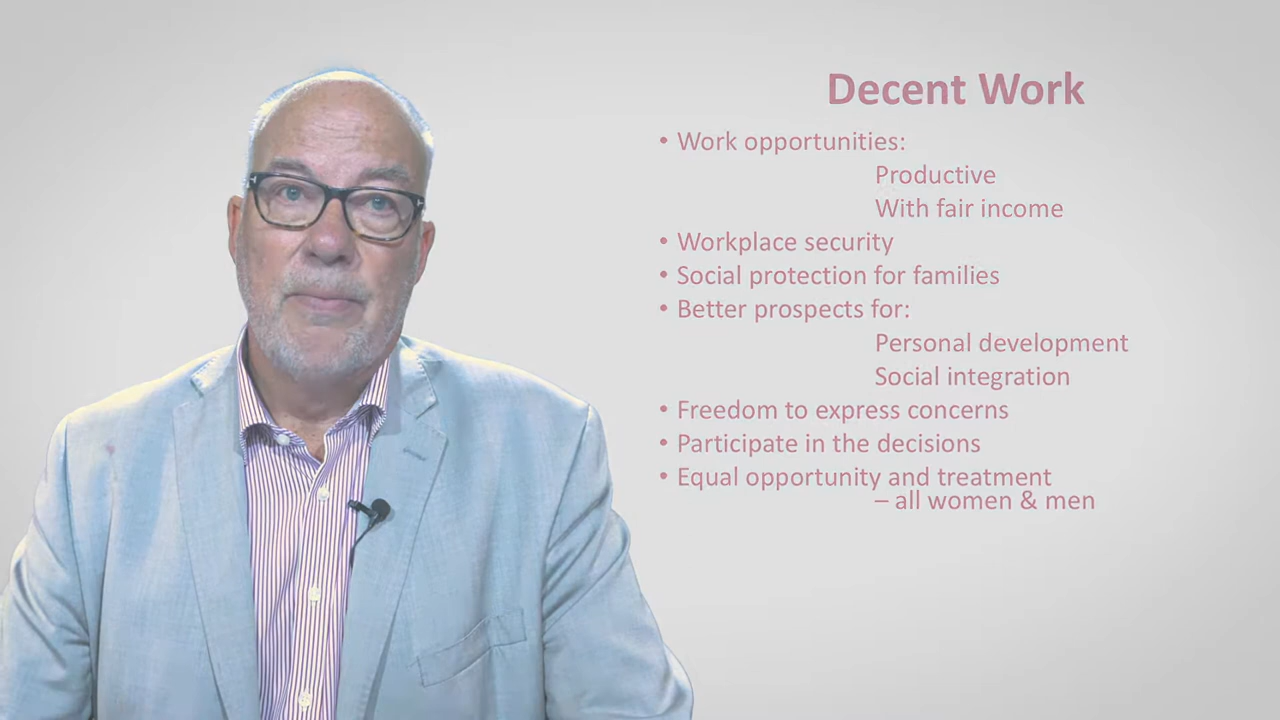 Decent Work
• Work opportunities:
Productive
With fair income
• Workplace security
• Social protection for families
• Better prospects for:
Personal development
Social integration
• Freedom to express concerns
• Participate in the decisions
• Equal opportunity and treatment
– all women & men